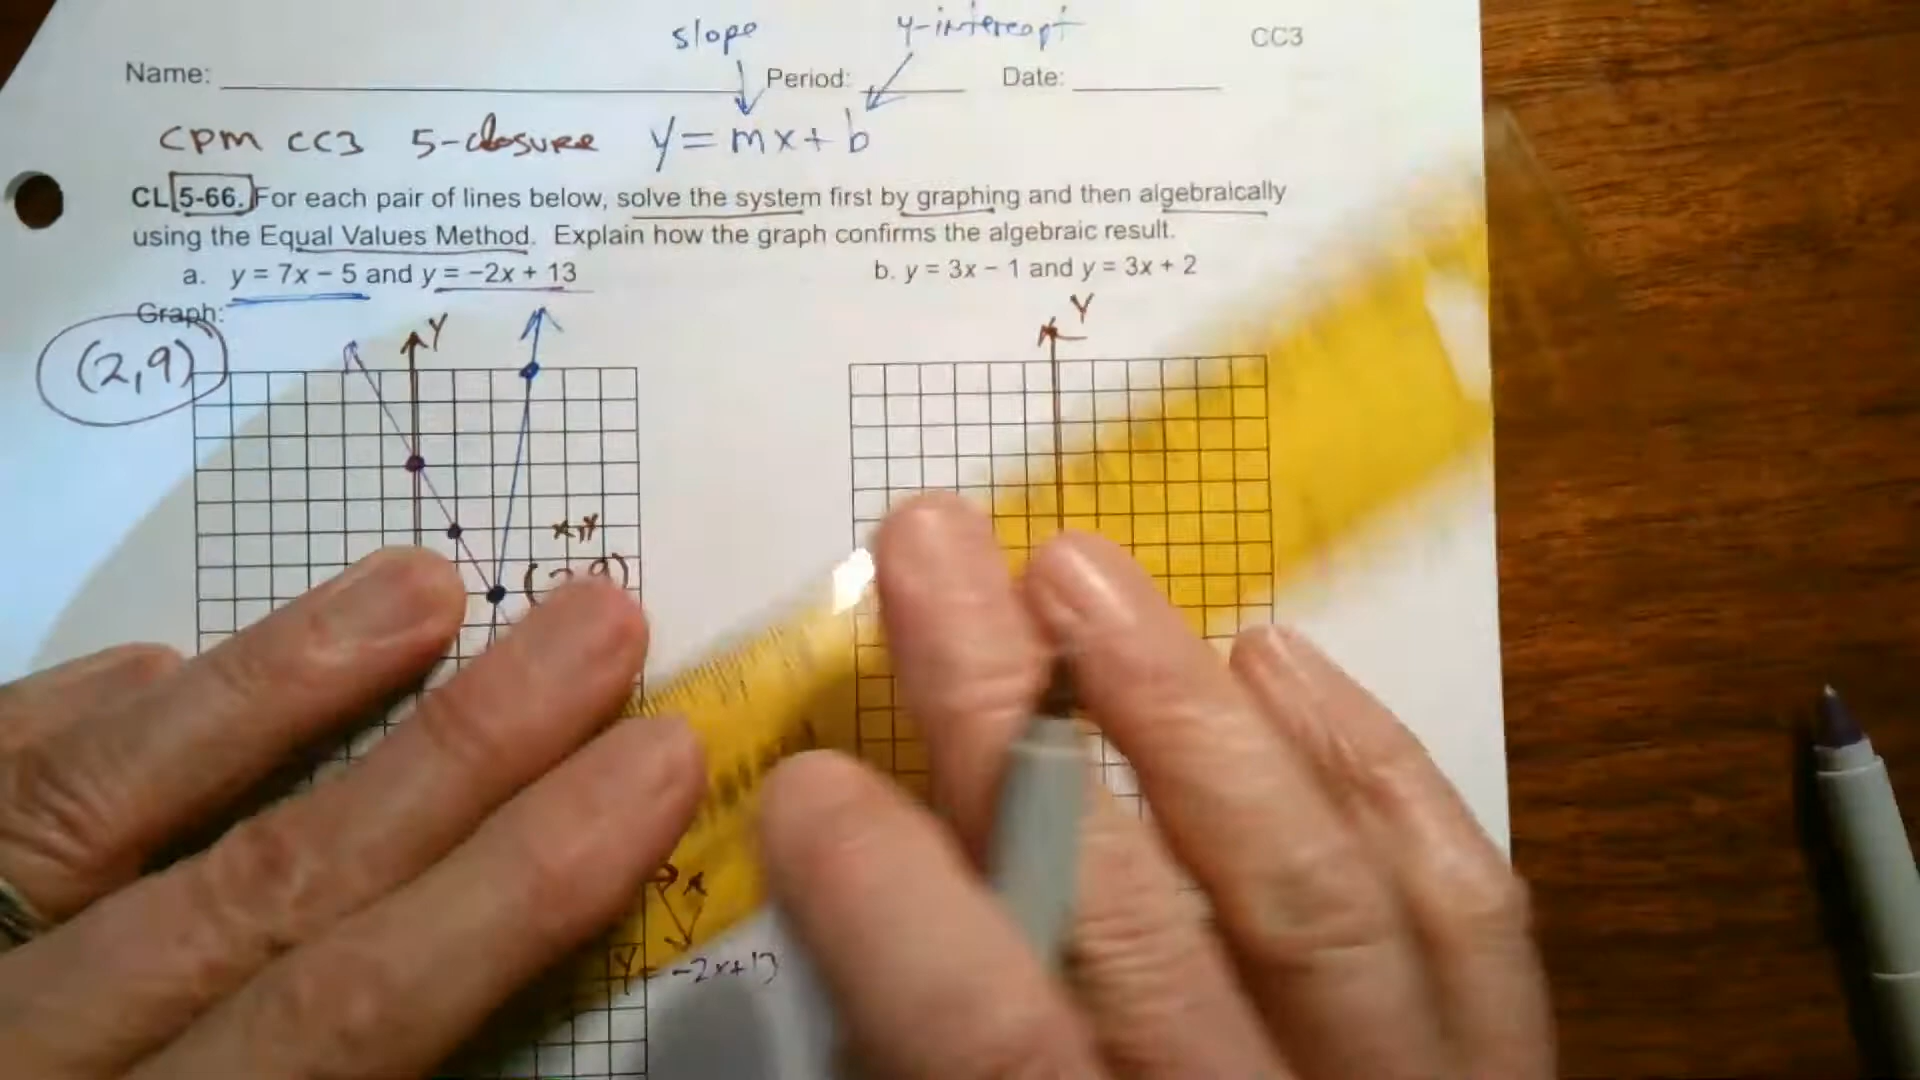 slope y-intercept CC3
Name: Period: Date:
CPM CC3 5-closure y=mx+b
CL 5-66. For each pair of lines below, solve the system first by graphing and then algebraically
using the Equal Values Method. Explain how the graph confirms the algebraic result.
a. y = 7x – 5 and y = –2x + 13 b. y = 3x – 1 and y = 3x + 2
Graph:
(2,9)
Y
Y
x,y
(2,9)
x
y = -2x+13